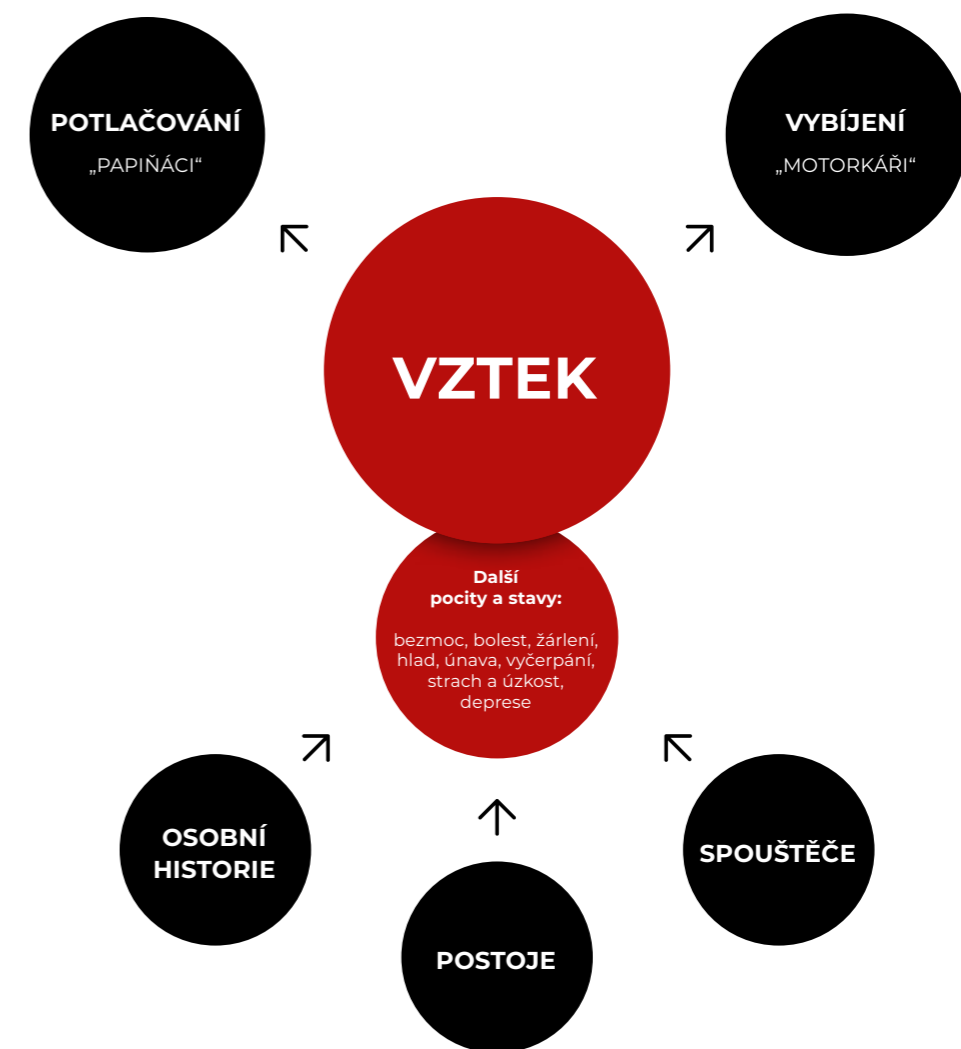 POTLAČOVÁNÍ
„PAPIŇÁCI“
VYBÍJENÍ
„MOTORKÁŘI“
VZTEK
Další
pocity a stavy:
bezmoc, bolest, žárlení,
hlad, únava, vyčerpání,
strach a úzkost,
deprese
OSOBNÍ
HISTORIE
SPOUŠTĚČE
POSTOJE